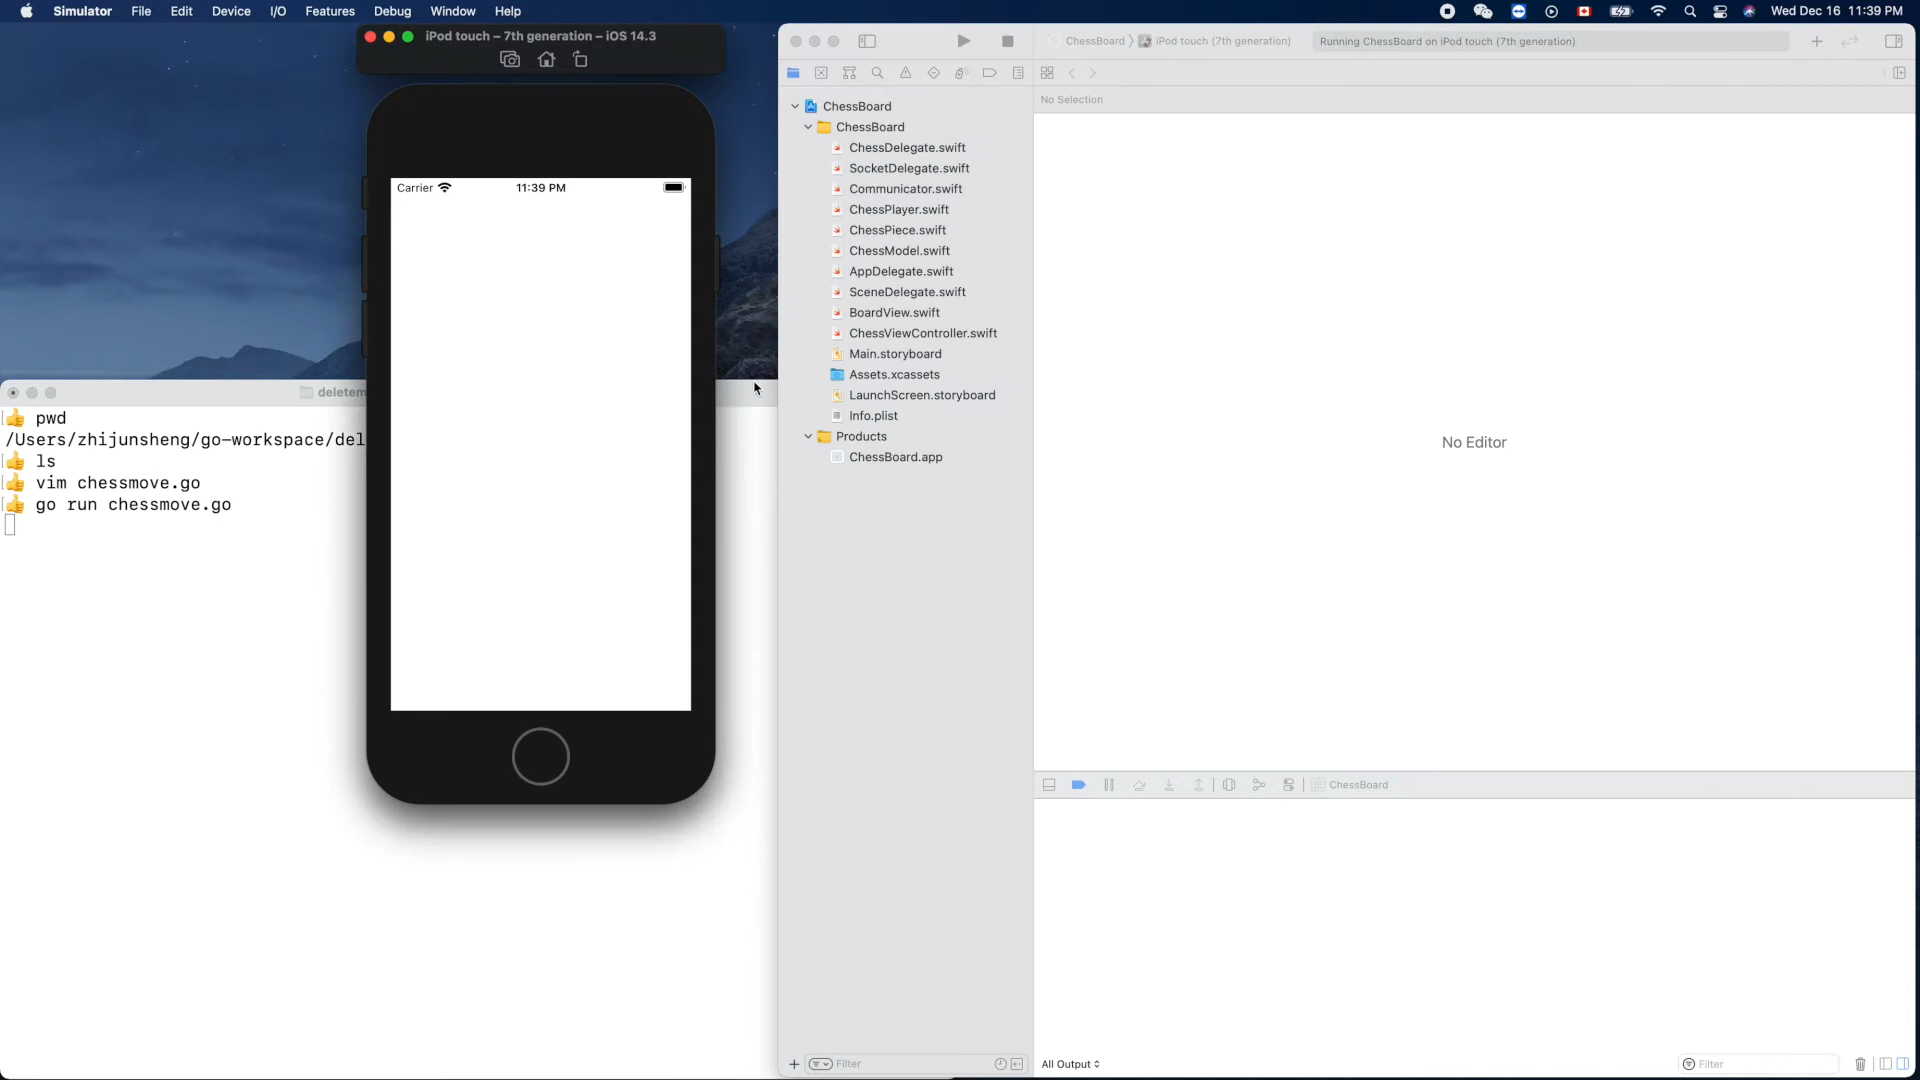 Simulator File Edit Device I/O Features Debug Window Help Wed Dec 16 11:39 PM
iPod touch – 7th generation – iOS 14.3
Carrier 11:39 PM
deletem
pwd
/Users/zhijunsheng/go-workspace/del
ls
vim chessmove.go
go run chessmove.go
ChessBoard iPod touch (7th generation) Running ChessBoard on iPod touch (7th generation)
No Selection
ChessBoard
ChessBoard
ChessDelegate.swift
SocketDelegate.swift
Communicator.swift
ChessPlayer.swift
ChessPiece.swift
ChessModel.swift
AppDelegate.swift
SceneDelegate.swift
BoardView.swift
ChessViewController.swift
Main.storyboard
Assets.xcassets
LaunchScreen.storyboard
Info.plist
Products
ChessBoard.app
No Editor
ChessBoard
Filter
All Output
Filter